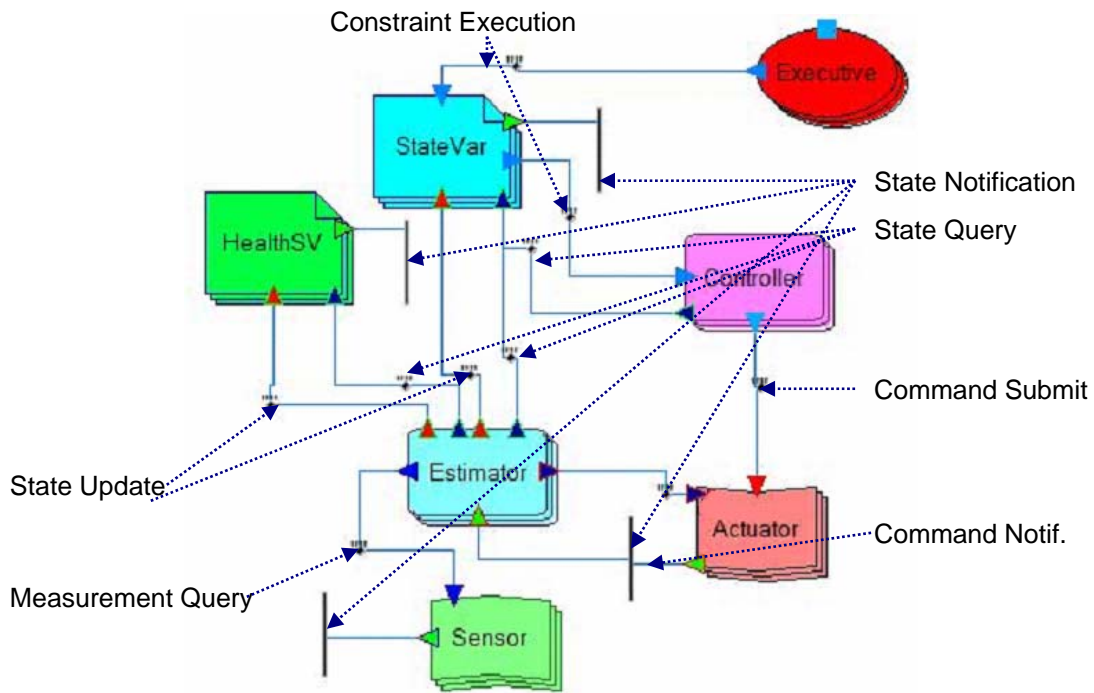 Constraint Execution
Executive
StateVar
State Notification
HealthSV
State Query
Controller
Command Submit
Estimator
State Update
Actuator
Command Notif.
Measurement Query
Sensor